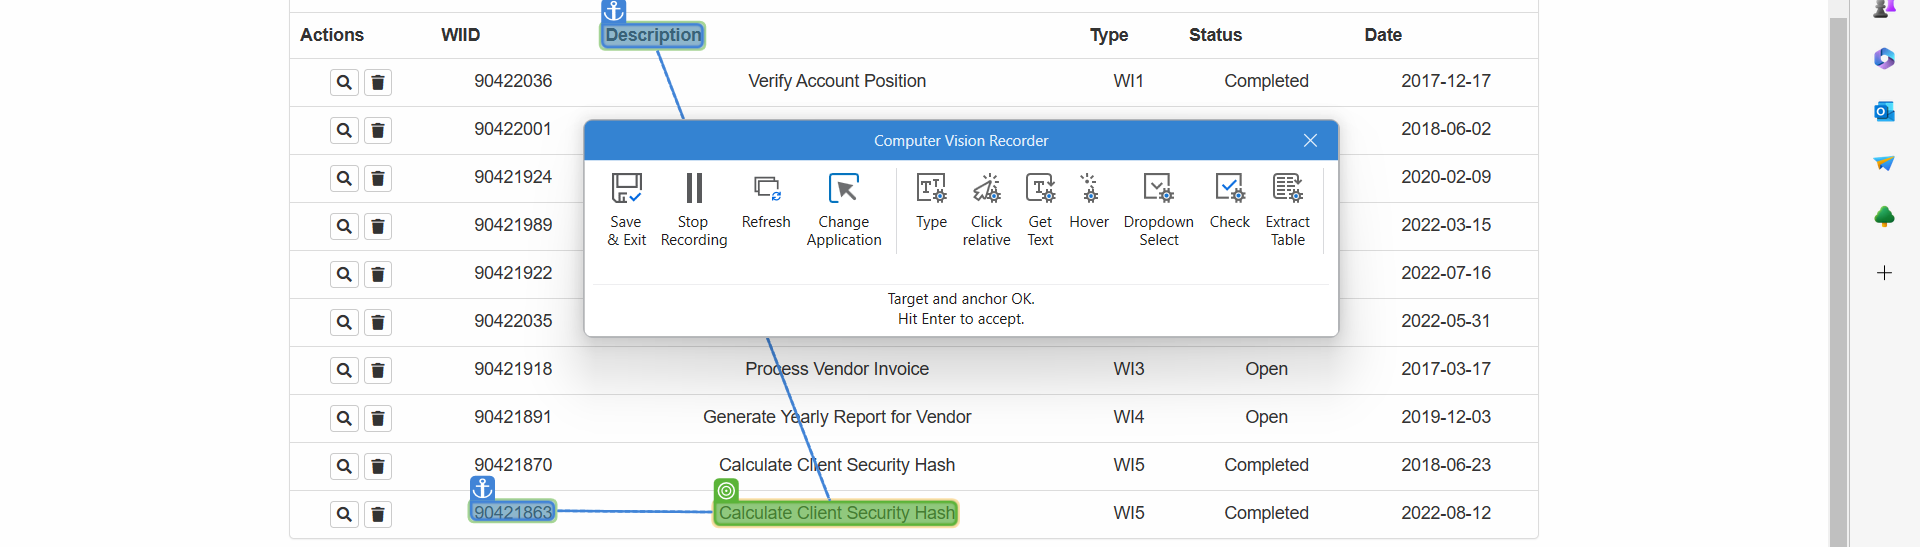 Actions WIID Description Type Status Date
90422036 Verify Account Position WI1 Completed 2017-12-17
90422001 2018-06-02
90421924 2020-02-09
90421989 2022-03-15
90421922 2022-07-16
90422035 2022-05-31
90421918 Process Vendor Invoice WI3 Open 2017-03-17
90421891 Generate Yearly Report for Vendor WI4 Open 2019-12-03
90421870 Calculate Client Security Hash WI5 Completed 2018-06-23
90421863 Calculate Client Security Hash WI5 Completed 2022-08-12
Computer Vision Recorder
Save & Exit
Stop Recording
Refresh
Change Application
Type
Click relative
Get Text
Hover
Dropdown Select
Check
Extract Table
Target and anchor OK.
Hit Enter to accept.